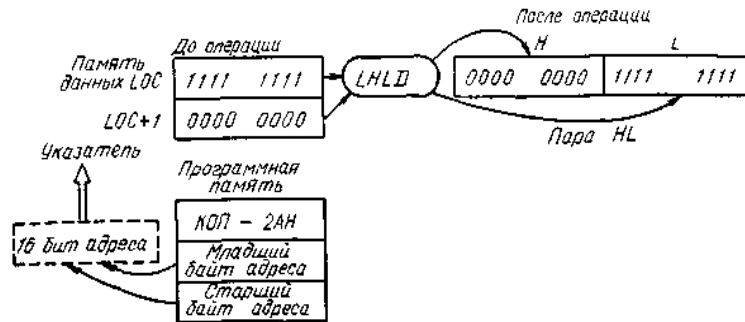 После операции
До операции
H L
Память
данных LOC
1111 1111
LHLD
0000 0000
1111 1111
LOC+1
0000 0000
Пара HL
Указатель
Программная
память
КОП - 2АН
16 бит адреса
Младший
байт адреса
Старший
байт адреса